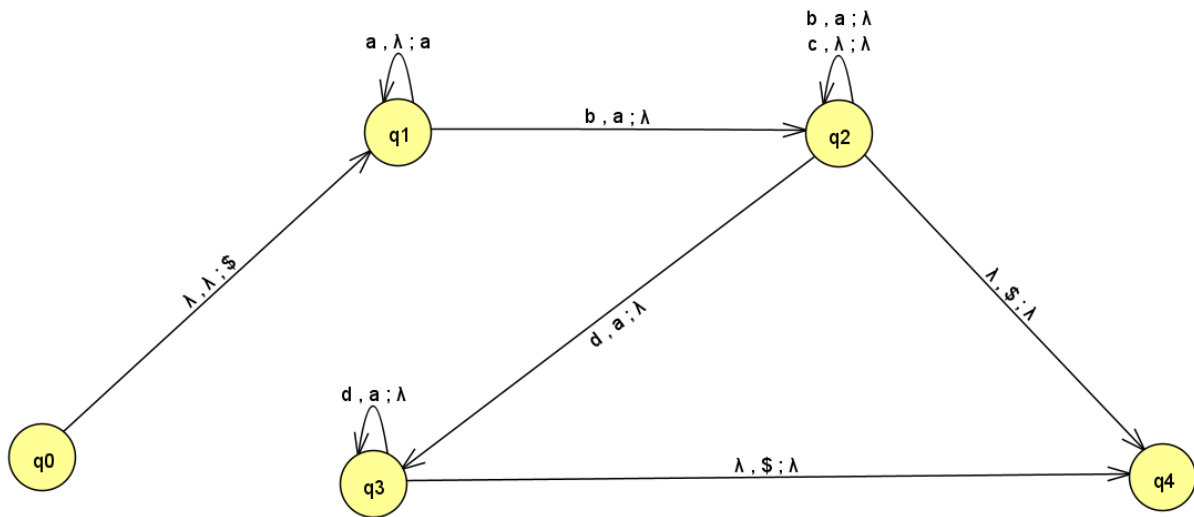 b , a ; λ
a , λ ; a
c , λ ; λ
b , a ; λ
q1
q2
λ , λ ; $
λ , $ ; λ
d , a ; λ
d , a ; λ
q0
λ , $ ; λ
q3
q4